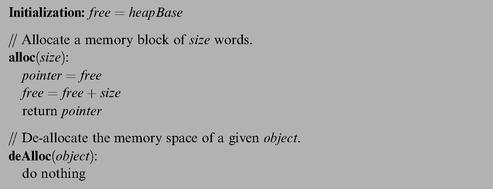 Initialization: free = heapBase
// Allocate a memory block of size words.
alloc(size):
pointer = free
free = free + size
return pointer
// De-allocate the memory space of a given object.
deAlloc(object):
do nothing